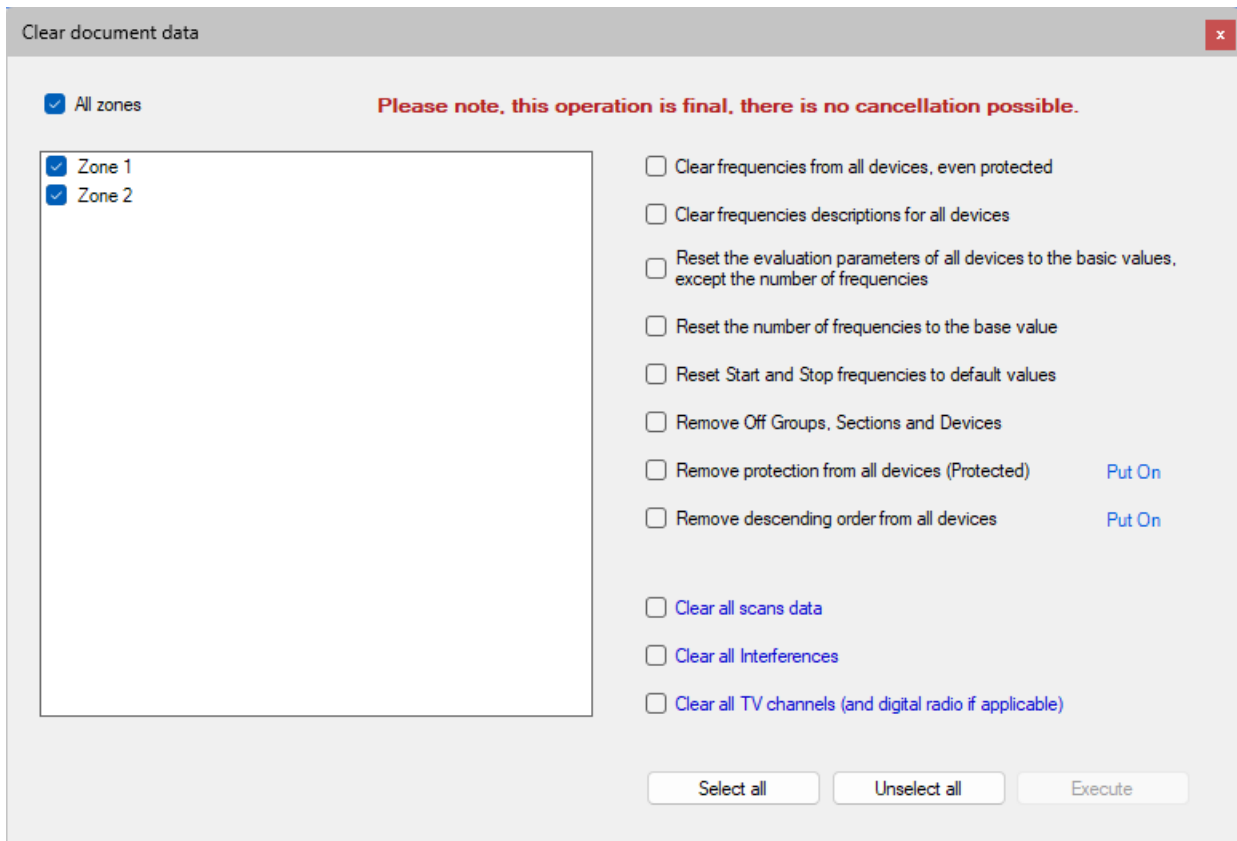 Clear document data
x
All zones
Please note, this operation is final, there is no cancellation possible.
Zone 1
Zone 2
Clear frequencies from all devices, even protected
Clear frequencies descriptions for all devices
Reset the evaluation parameters of all devices to the basic values,
except the number of frequencies
Reset the number of frequencies to the base value
Reset Start and Stop frequencies to default values
Remove Off Groups, Sections and Devices
Remove protection from all devices (Protected) Put On
Remove descending order from all devices Put On
Clear all scans data
Clear all Interferences
Clear all TV channels (and digital radio if applicable)
Select all Unselect all Execute